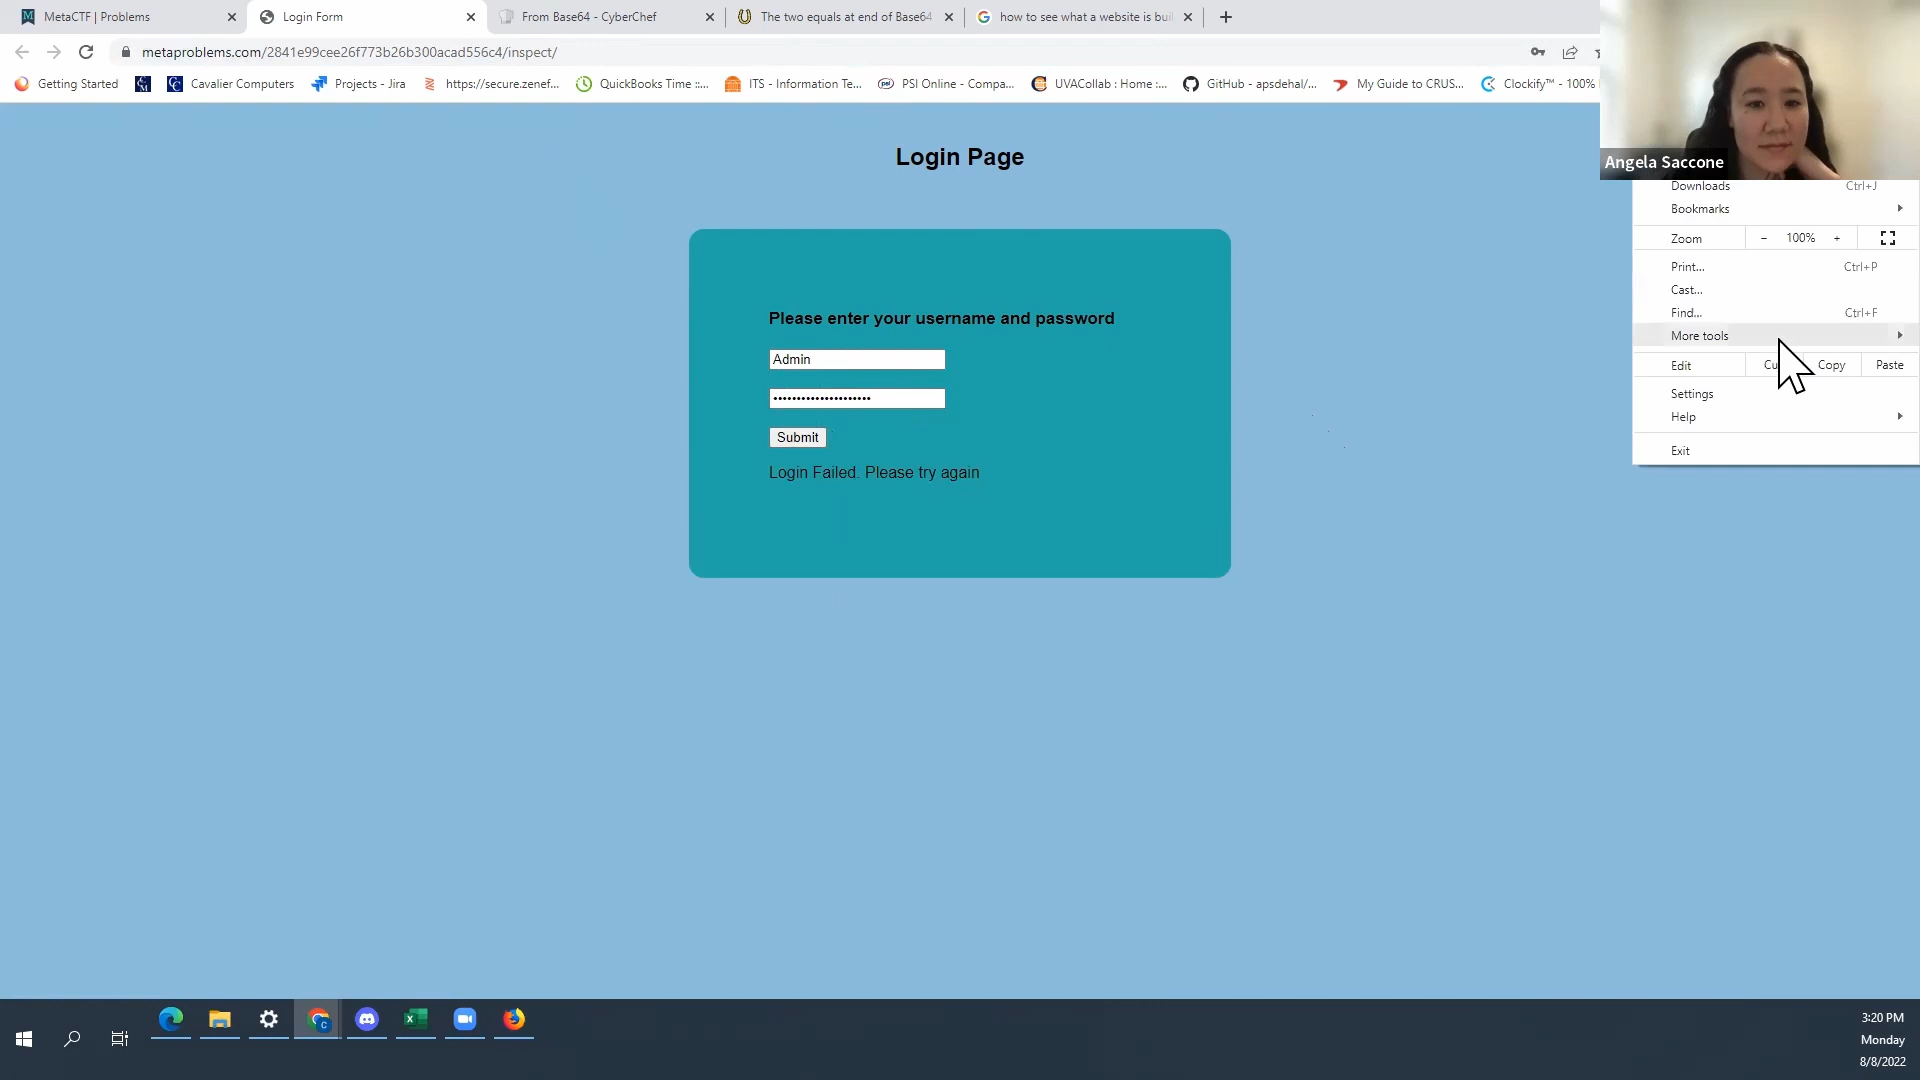 MetaCTF | Problems
Login Form
From Base64 - CyberChef
The two equals at end of Base64
how to see what a website is bui
metaproblems.com/2841e99cee26f773b26b300acad556c4/inspect/
Getting Started
Cavalier Computers
Projects - Jira
https://secure.zenef...
QuickBooks Time ::...
ITS - Information Te...
PSI Online - Compa...
UVACollab : Home :...
GitHub - apsdehal/...
My Guide to CRUS...
Clockify™ - 100%
Angela Saccone
Login Page
Please enter your username and password
Admin
•••••••••••••••••••••
Submit
Login Failed. Please try again
Downloads Ctrl+J
Bookmarks
Zoom - 100% +
Print... Ctrl+P
Cast...
Find... Ctrl+F
More tools
Edit Cu Copy Paste
Settings
Help
Exit
3:20 PM
Monday
8/8/2022